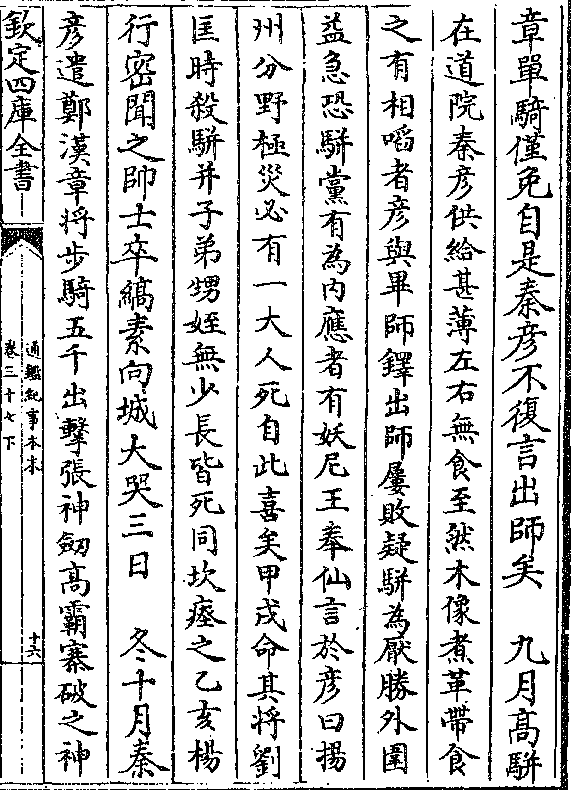 章單騎僅免自是秦彦不復言出師矣　九月高駢
在道院秦彦供給甚薄左右無食至然木像煮革帶食
之有相㗖者彦與畢師鐸出師屢敗疑駢為厭勝外圍
益急恐駢黨有為内應者有妖尼王奉仙言於彦曰揚
州分野極災必有一大人死自此喜矣甲戌命其将劉
匡時殺駢并子弟甥姪無少長皆死同坎瘞之乙亥楊
行密聞之帥士卒縞素向城大哭三日　冬十月秦
彦遣鄭漢章将步騎五千出擊張神劔高霸寨破之神
欽定四庫全書
通鑑紀事本末
卷三十七下
十六